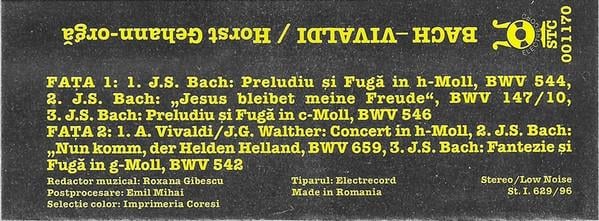 BACH–VIVALDI / Horst Gehann-orgă
ELECTRECORD
STC
001170
FAȚA 1: 1. J.S. Bach: Preludiu și Fugă in h-Moll, BWV 544,
2. J.S. Bach: „Jesus bleibet meine Freude“, BWV 147/10,
3. J.S. Bach: Preludiu și Fugă in c-Moll, BWV 546
FAȚA 2: 1. A. Vivaldi/J.G. Walther: Concert in h-Moll, 2. J.S. Bach:
„Nun komm, der Helden Helland, BWV 659, 3. J.S. Bach: Fantezie și
Fugă in g-Moll, BWV 542
Redactor muzical: Roxana Gibescu
Postprocesare: Emil Mihai
Selectie color: Imprimeria Coresi
Tiparul: Electrecord
Made in Romania
Stereo/Low Noise
St. I. 629/96